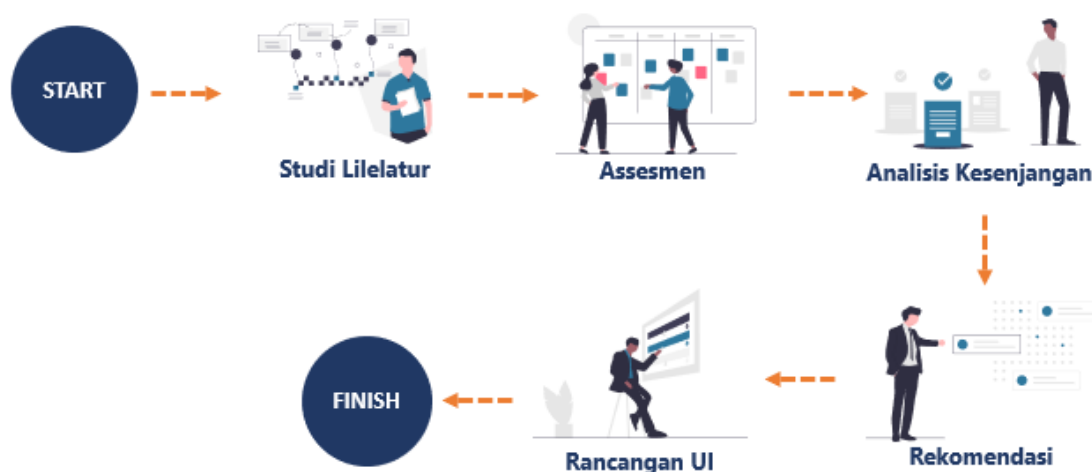 START
Studi Lilelatur
Assesmen
Analisis Kesenjangan
FINISH
Rancangan UI
Rekomendasi